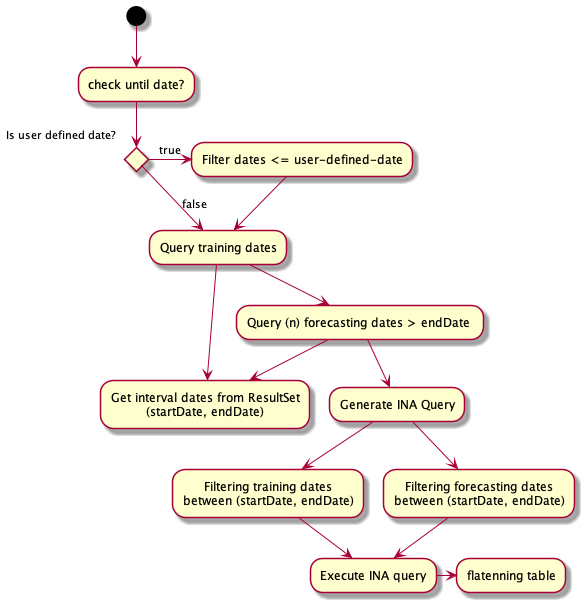 check until date?
Is user defined date?
true
Filter dates <= user-defined-date
false
Query training dates
Query (n) forecasting dates > endDate
Get interval dates from ResultSet
(startDate, endDate)
Generate INA Query
Filtering training dates
between (startDate, endDate)
Filtering forecasting dates
between (startDate, endDate)
Execute INA query
flatenning table